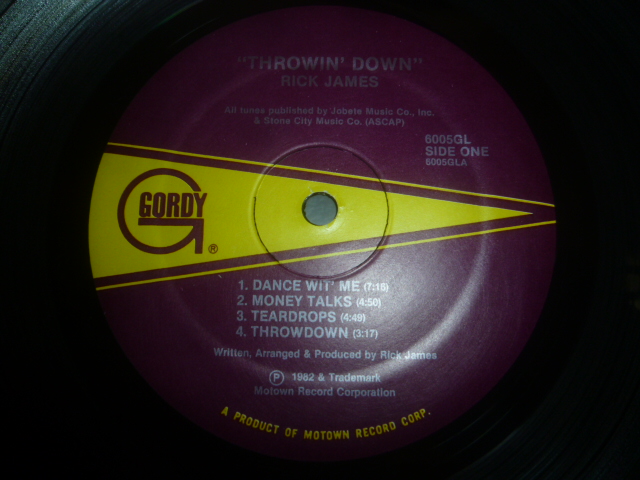 "THROWIN' DOWN"
RICK JAMES
All tunes published by Jobete Music Co., Inc.
& Stone City Music Co. (ASCAP)
6005GL
SIDE ONE
6005GLA
GORDY
®
1. DANCE WIT' ME (7:16)
2. MONEY TALKS (4:50)
3. TEARDROPS (4:49)
4. THROWDOWN (3:17)
Written, Arranged & Produced by Rick James
Ⓟ 1982 & Trademark
Motown Record Corporation
A PRODUCT OF MOTOWN RECORD CORP.